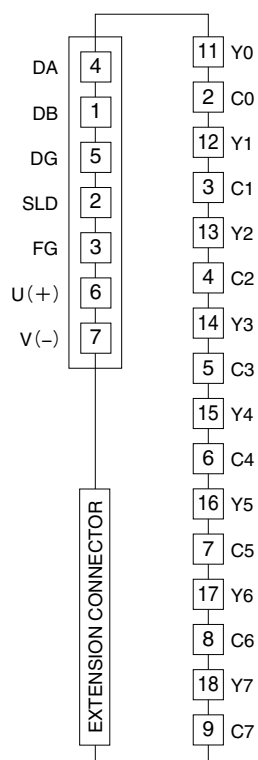 DA 4
DB 1
DG 5
SLD 2
FG 3
U(+) 6
V(−) 7
EXTENSION CONNECTOR
11 Y0
2 C0
12 Y1
3 C1
13 Y2
4 C2
14 Y3
5 C3
15 Y4
6 C4
16 Y5
7 C5
17 Y6
8 C6
18 Y7
9 C7